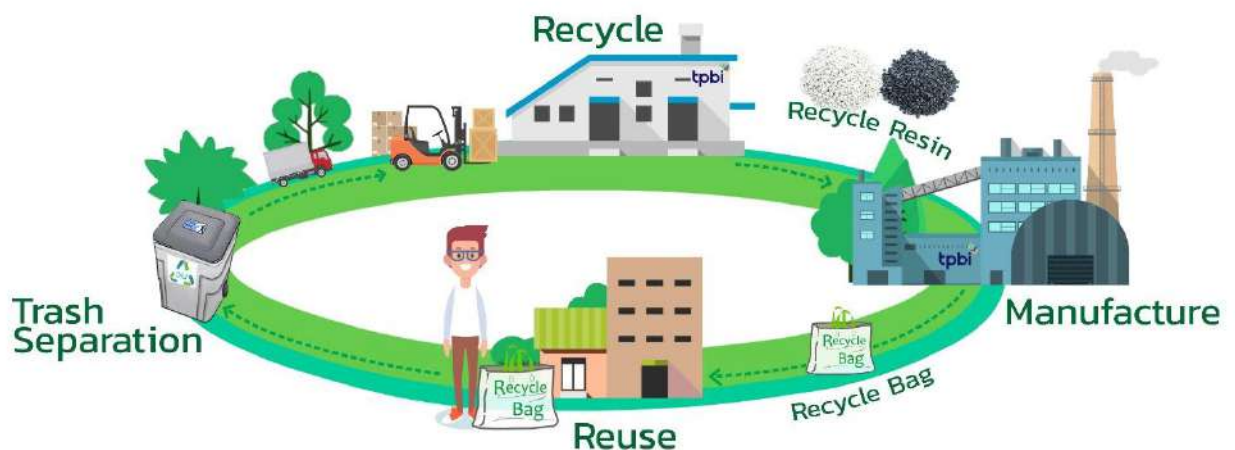 Recycle
tpbi
Recycle Resin
tpbi
Manufacture
Recycle
Bag
Recycle Bag
Recycle
Bag
Reuse
Trash
Separation